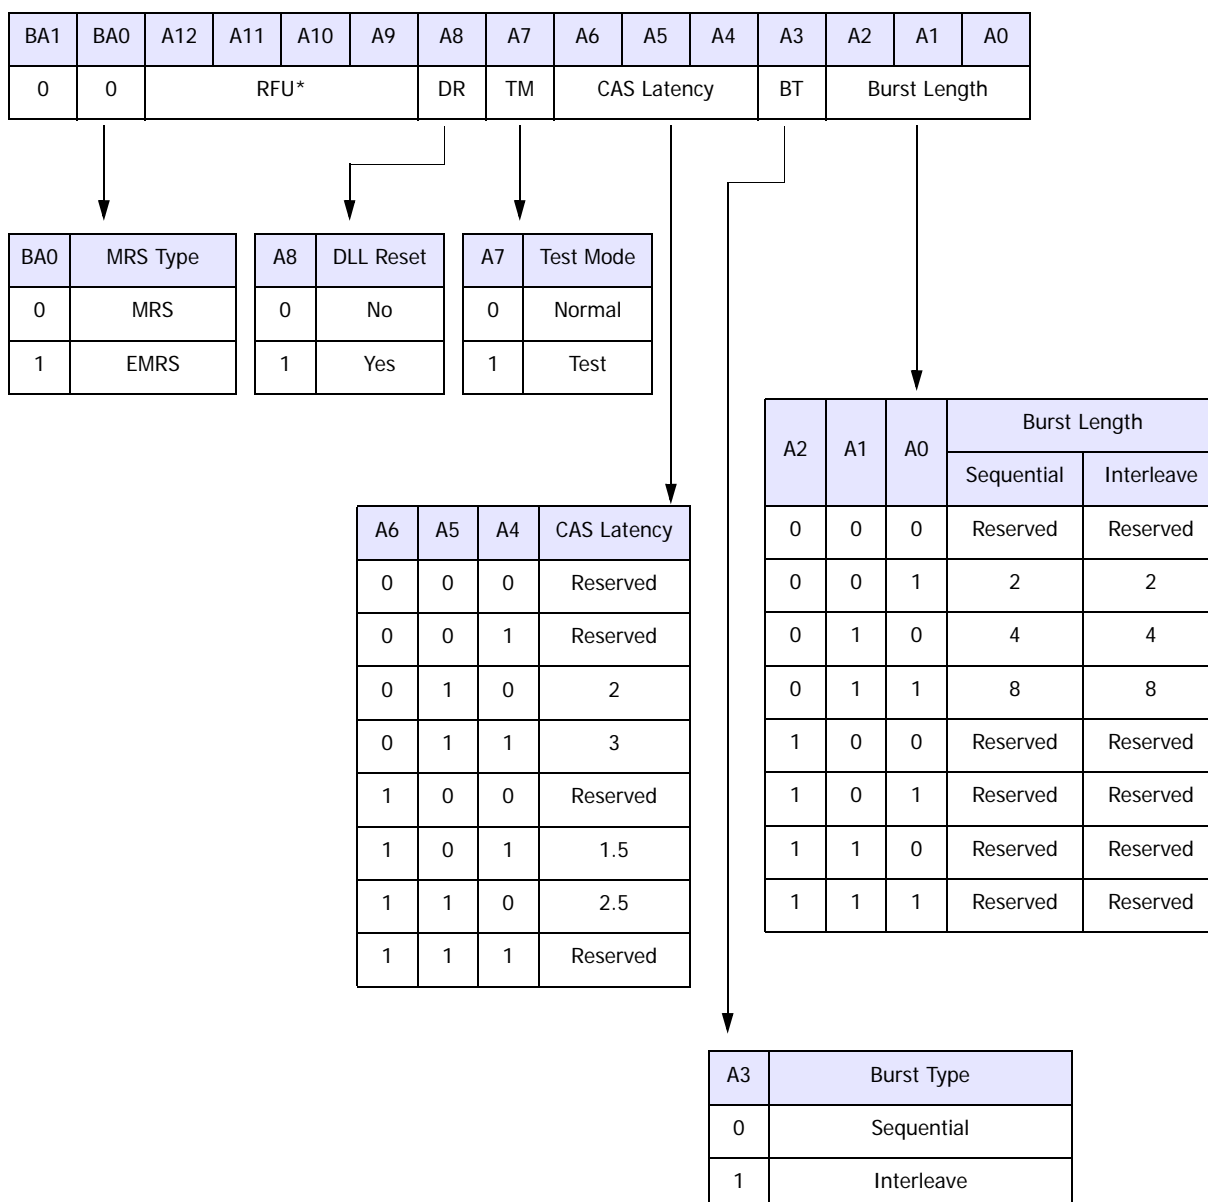 BA1 BA0 A12 A11 A10 A9 A8 A7 A6 A5 A4 A3 A2 A1 A0
0 0 RFU* DR TM CAS Latency BT Burst Length
BA0 MRS Type
0 MRS
1 EMRS
A8 DLL Reset
0 No
1 Yes
A7 Test Mode
0 Normal
1 Test
A6 A5 A4 CAS Latency
0 0 0 Reserved
0 0 1 Reserved
0 1 0 2
0 1 1 3
1 0 0 Reserved
1 0 1 1.5
1 1 0 2.5
1 1 1 Reserved
A2 A1 A0 Burst Length
Sequential Interleave
0 0 0 Reserved Reserved
0 0 1 2 2
0 1 0 4 4
0 1 1 8 8
1 0 0 Reserved Reserved
1 0 1 Reserved Reserved
1 1 0 Reserved Reserved
1 1 1 Reserved Reserved
A3 Burst Type
0 Sequential
1 Interleave